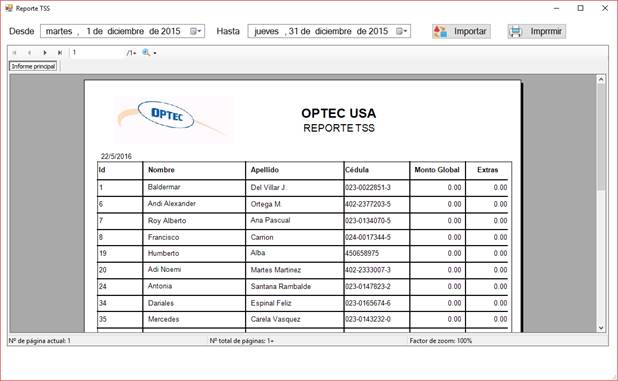 Reporte TSS
Desde martes , 1 de diciembre de 2015 Hasta jueves , 31 de diciembre de 2015 Importar Imprrmir
1 /1+
Informe principal
OPTEC
OPTEC USA
REPORTE TSS
22/5/2016
Id Nombre Apellido Cédula Monto Global Extras
1 Baldermar Del Villar J. 023-0022851-3 0.00 0.00
6 Andi Alexander Ortega M. 402-2377203-5 0.00 0.00
7 Roy Alberto Ana Pascual 023-0134070-5 0.00 0.00
8 Francisco Carrion 024-0017344-5 0.00 0.00
19 Humberto Alba 450658975 0.00 0.00
20 Adi Noemi Martes Martinez 402-2333007-3 0.00 0.00
24 Antonia Santana Rambalde 023-0147823-2 0.00 0.00
34 Dariales Espinal Feliz 023-0165674-6 0.00 0.00
35 Mercedes Carela Vasquez 023-0143232-0 0.00 0.00
Nº de página actual: 1 Nº total de páginas: 1+ Factor de zoom: 100%